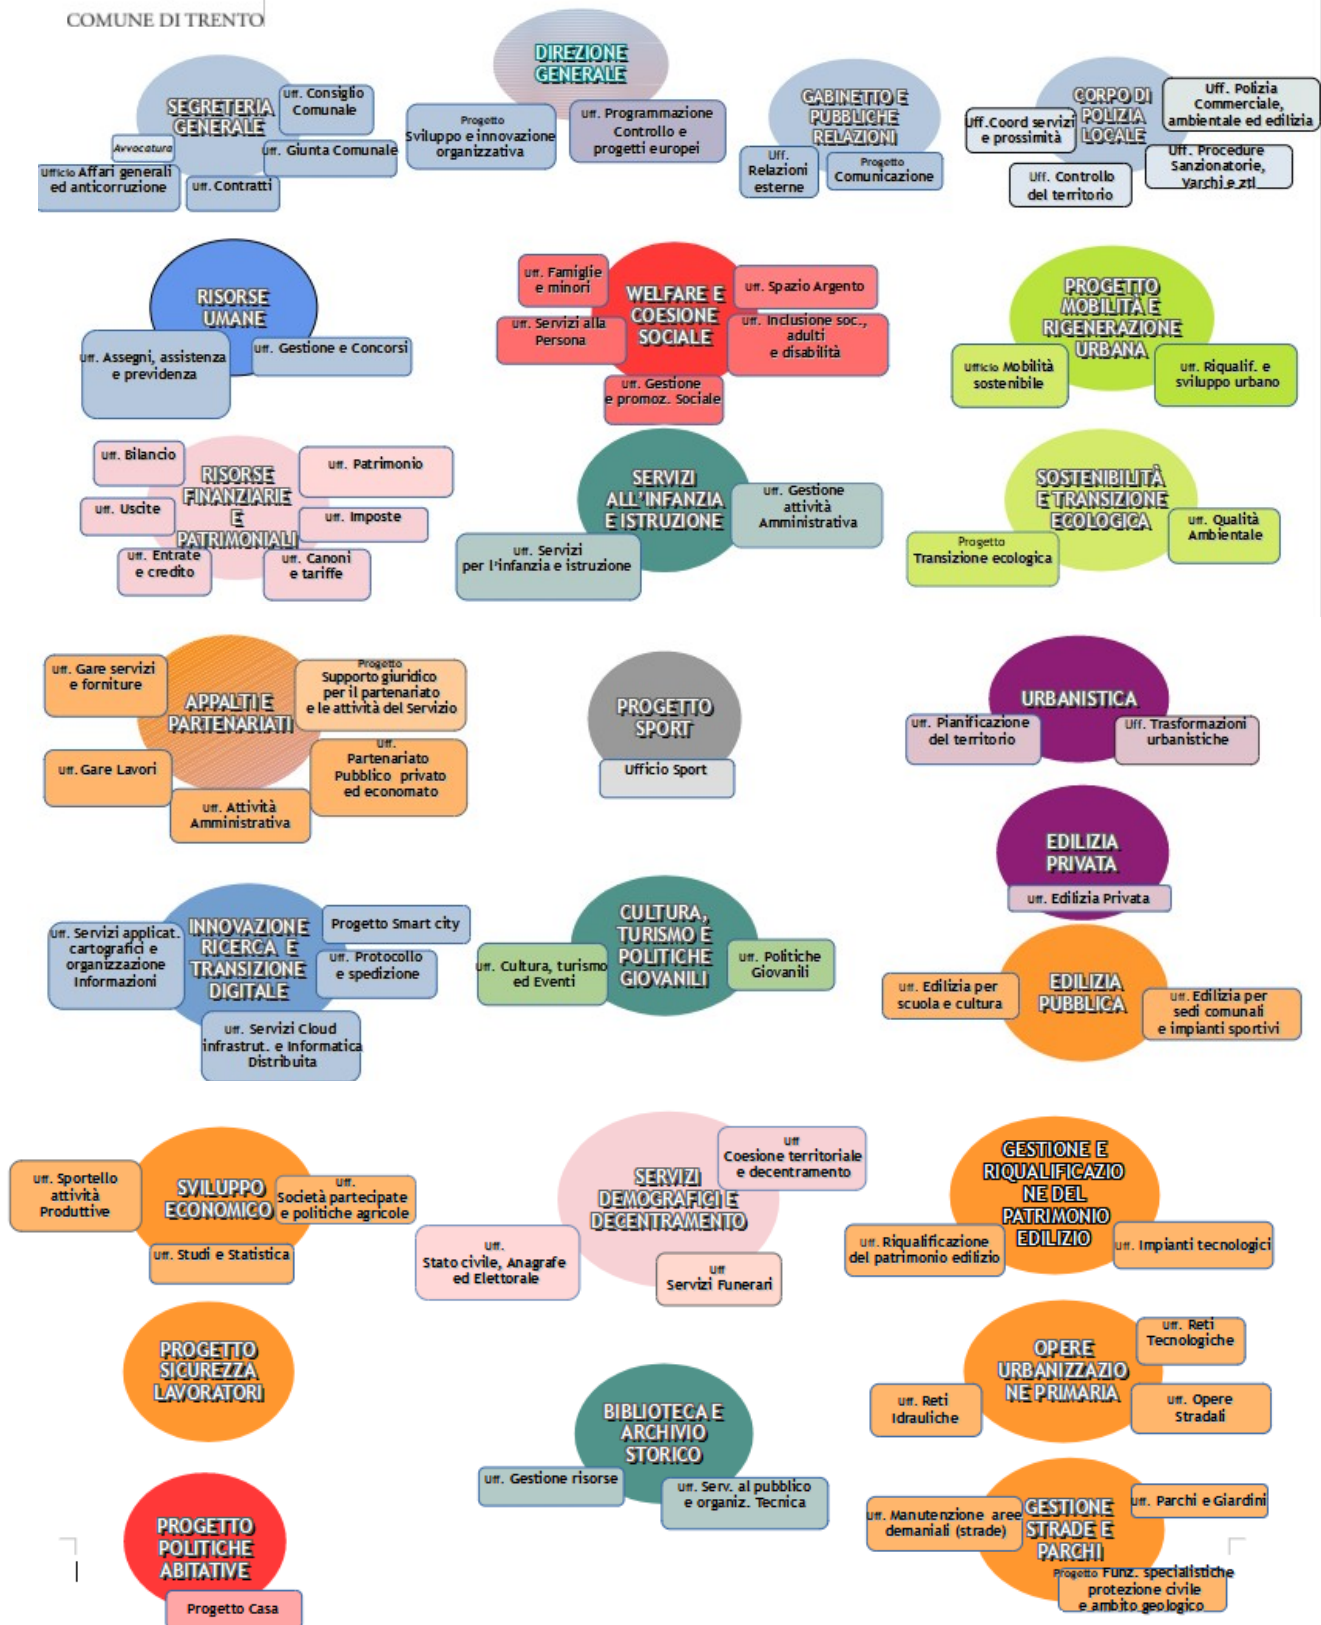 COMUNE DI TRENTO
DIREZIONE
GENERALE
Progetto
Sviluppo e innovazione
organizzativa
Uff. Programmazione
Controllo e
progetti europei
SEGRETERIA
GENERALE
Uff. Consiglio
Comunale
Avvocatura
Uff. Giunta Comunale
Ufficio Affari generali
ed anticorruzione
Uff. Contratti
GABINETTO E
PUBBLICHE
RELAZIONI
Uff.
Relazioni
esterne
Progetto
Comunicazione
CORPO DI
POLIZIA
LOCALE
Uff. Polizia
Commerciale,
ambientale ed edilizia
Uff.Coord servizi
e prossimità
Uff. Procedure
Sanzionatorie,
Varchi e ztl
Uff. Controllo
del territorio
RISORSE
UMANE
Uff. Assegni, assistenza
e previdenza
Uff. Gestione e Concorsi
WELFARE E
COESIONE
SOCIALE
Uff. Famiglie
e minori
Uff. Spazio Argento
Uff. Servizi alla
Persona
Uff. Inclusione soc.,
adulti
e disabilità
Uff. Gestione
e promoz. Sociale
PROGETTO
MOBILITÀ E
RIGENERAZIONE
URBANA
Ufficio Mobilità
sostenibile
Uff. Riqualif. e
sviluppo urbano
RISORSE
FINANZIARIE
E
PATRIMONIALI
Uff. Bilancio
Uff. Patrimonio
Uff. Uscite
Uff. Imposte
Uff. Entrate
e credito
Uff. Canoni
e tariffe
SERVIZI
ALL'INFANZIA
E ISTRUZIONE
Uff. Gestione
attività
Amministrativa
Uff. Servizi
per l'infanzia e istruzione
SOSTENIBILITÀ
E TRANSIZIONE
ECOLOGICA
Uff. Qualità
Ambientale
Progetto
Transizione ecologica
APPALTI E
PARTENARIATI
Uff. Gare servizi
e forniture
Progetto
Supporto giuridico
per il partenariato
e le attività del Servizio
Uff. Gare Lavori
Uff.
Partenariato
Pubblico privato
ed economato
Uff. Attività
Amministrativa
PROGETTO
SPORT
Ufficio Sport
URBANISTICA
Uff. Pianificazione
del territorio
Uff. Trasformazioni
urbanistiche
EDILIZIA
PRIVATA
Uff. Edilizia Privata
INNOVAZIONE
RICERCA E
TRANSIZIONE
DIGITALE
Uff. Servizi applicat.
cartografici e
organizzazione
Informazioni
Progetto Smart city
Uff. Protocollo
e spedizione
Uff. Servizi Cloud
infrastrut. e Informatica
Distribuita
CULTURA,
TURISMO E
POLITICHE
GIOVANILI
Uff. Cultura, turismo
ed Eventi
Uff. Politiche
Giovanili
EDILIZIA
PUBBLICA
Uff. Edilizia per
scuola e cultura
Uff. Edilizia per
sedi comunali
e impianti sportivi
SVILUPPO
ECONOMICO
Uff. Sportello
attività
Produttive
Uff.
Società partecipate
e politiche agricole
Uff. Studi e Statistica
SERVIZI
DEMOGRAFICI E
DECENTRAMENTO
Uff
Coesione territoriale
e decentramento
Uff.
Stato civile, Anagrafe
ed Elettorale
Uff
Servizi Funerari
GESTIONE E
RIQUALIFICAZIO
NE DEL
PATRIMONIO
EDILIZIO
Uff. Riqualificazione
del patrimonio edilizio
Uff. Impianti tecnologici
PROGETTO
SICUREZZA
LAVORATORI
BIBLIOTECA E
ARCHIVIO
STORICO
Uff. Gestione risorse
Uff. Serv. al pubblico
e organiz. Tecnica
OPERE
URBANIZZAZIO
NE PRIMARIA
Uff. Reti
Tecnologiche
Uff. Reti
Idrauliche
Uff. Opere
Stradali
PROGETTO
POLITICHE
ABITATIVE
Progetto Casa
GESTIONE
STRADE E
PARCHI
Uff. Manutenzione aree
demaniali (strade)
Uff. Parchi e Giardini
Progetto Funz. specialistiche
protezione civile
e ambito geologico